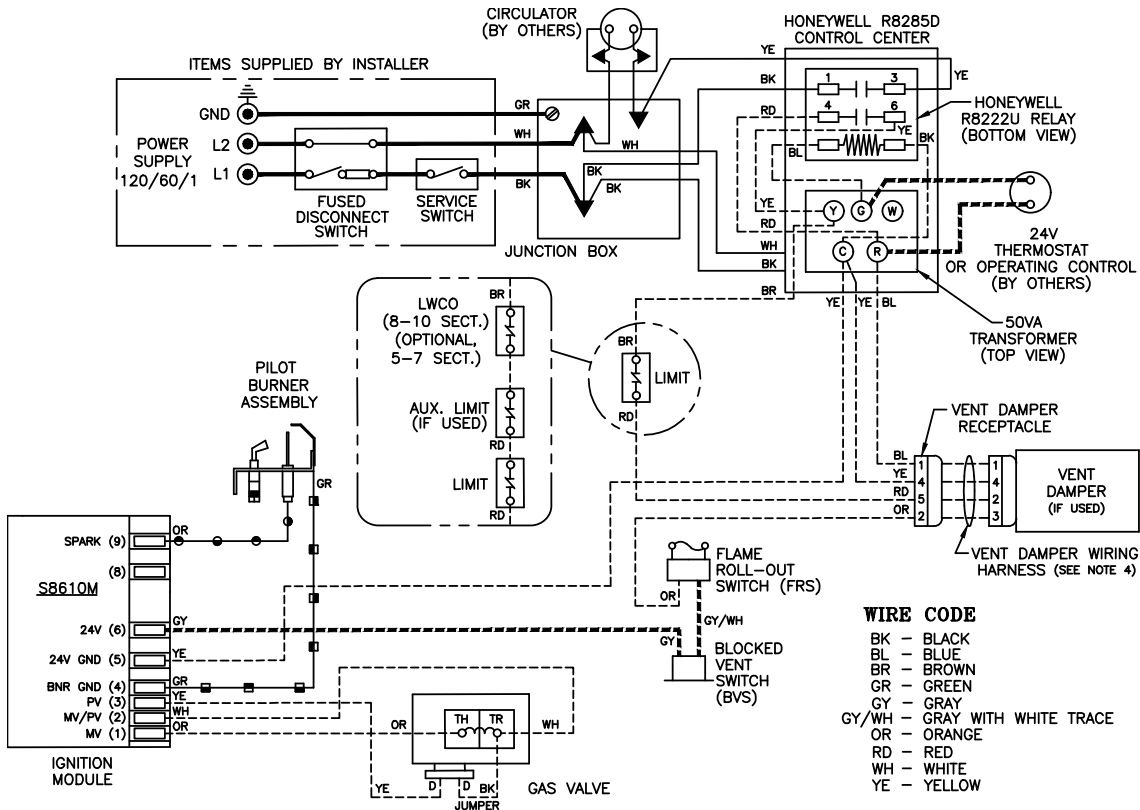 CIRCULATOR
(BY OTHERS)
HONEYWELL R8285D
CONTROL CENTER
ITEMS SUPPLIED BY INSTALLER
GND
L2
L1
POWER
SUPPLY
120/60/1
FUSED
DISCONNECT
SWITCH
SERVICE
SWITCH
GR
WH
BK
WH
BK
BK
JUNCTION BOX
YE
BK
RD
BL
YE
RD
WH
BK
BR
1
3
4
6
YE
YE
BK
HONEYWELL
R8222U RELAY
(BOTTOM VIEW)
Y
G
W
C
R
24V
THERMOSTAT
OR OPERATING CONTROL
(BY OTHERS)
YE
YE
BL
50VA
TRANSFORMER
(TOP VIEW)
BR
LWCO
(8-10 SECT.)
(OPTIONAL,
5-7 SECT.)
AUX. LIMIT
(IF USED)
RD
LIMIT
RD
BR
LIMIT
RD
PILOT
BURNER
ASSEMBLY
GR
VENT DAMPER
RECEPTACLE
BL
YE
RD
OR
1
4
5
2
1
4
2
3
VENT
DAMPER
(IF USED)
VENT DAMPER WIRING
HARNESS (SEE NOTE 4)
SPARK (9)
OR
(8)
S8610M
24V (6)
GY
24V GND (5)
YE
BNR GND (4)
GR
PV (3)
YE
MV/PV (2)
WH
MV (1)
OR
IGNITION
MODULE
FLAME
ROLL-OUT
SWITCH (FRS)
OR
GY/WH
GY
BLOCKED
VENT
SWITCH
(BVS)
OR
TH
TR
WH
YE
D
D
BK
JUMPER
GAS VALVE
WIRE CODE
BK - BLACK
BL - BLUE
BR - BROWN
GR - GREEN
GY - GRAY
GY/WH - GRAY WITH WHITE TRACE
OR - ORANGE
RD - RED
WH - WHITE
YE - YELLOW